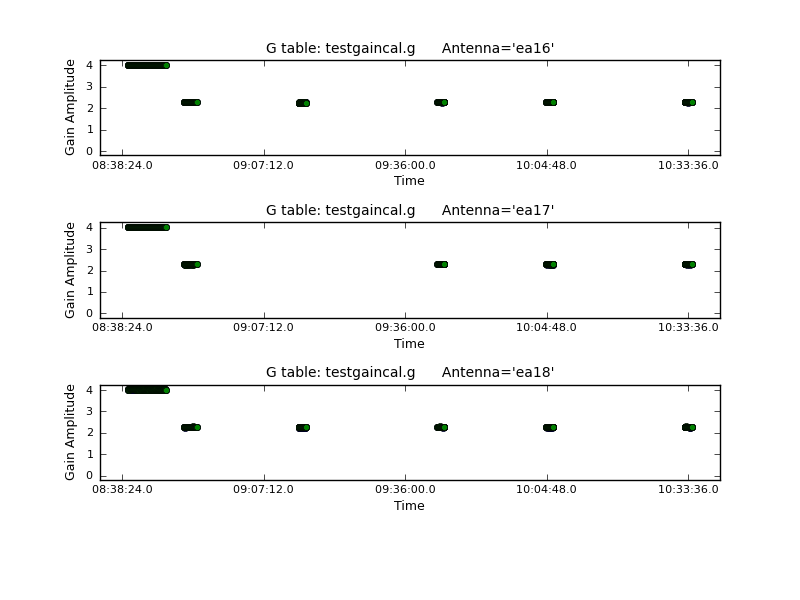 G table: testgaincal.g Antenna='ea16'
Gain Amplitude
4
3
2
1
0
08:38:24.0 09:07:12.0 09:36:00.0 10:04:48.0 10:33:36.0
Time
G table: testgaincal.g Antenna='ea17'
Gain Amplitude
4
3
2
1
0
08:38:24.0 09:07:12.0 09:36:00.0 10:04:48.0 10:33:36.0
Time
G table: testgaincal.g Antenna='ea18'
Gain Amplitude
4
3
2
1
0
08:38:24.0 09:07:12.0 09:36:00.0 10:04:48.0 10:33:36.0
Time